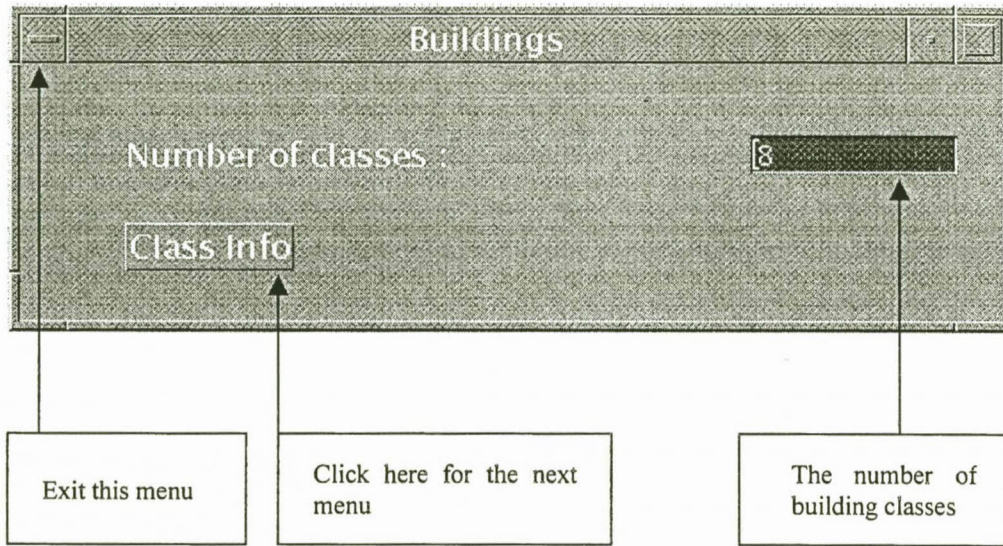 Buildings
Number of classes :
8
Class Info
Exit this menu
Click here for the next
menu
The number of
building classes